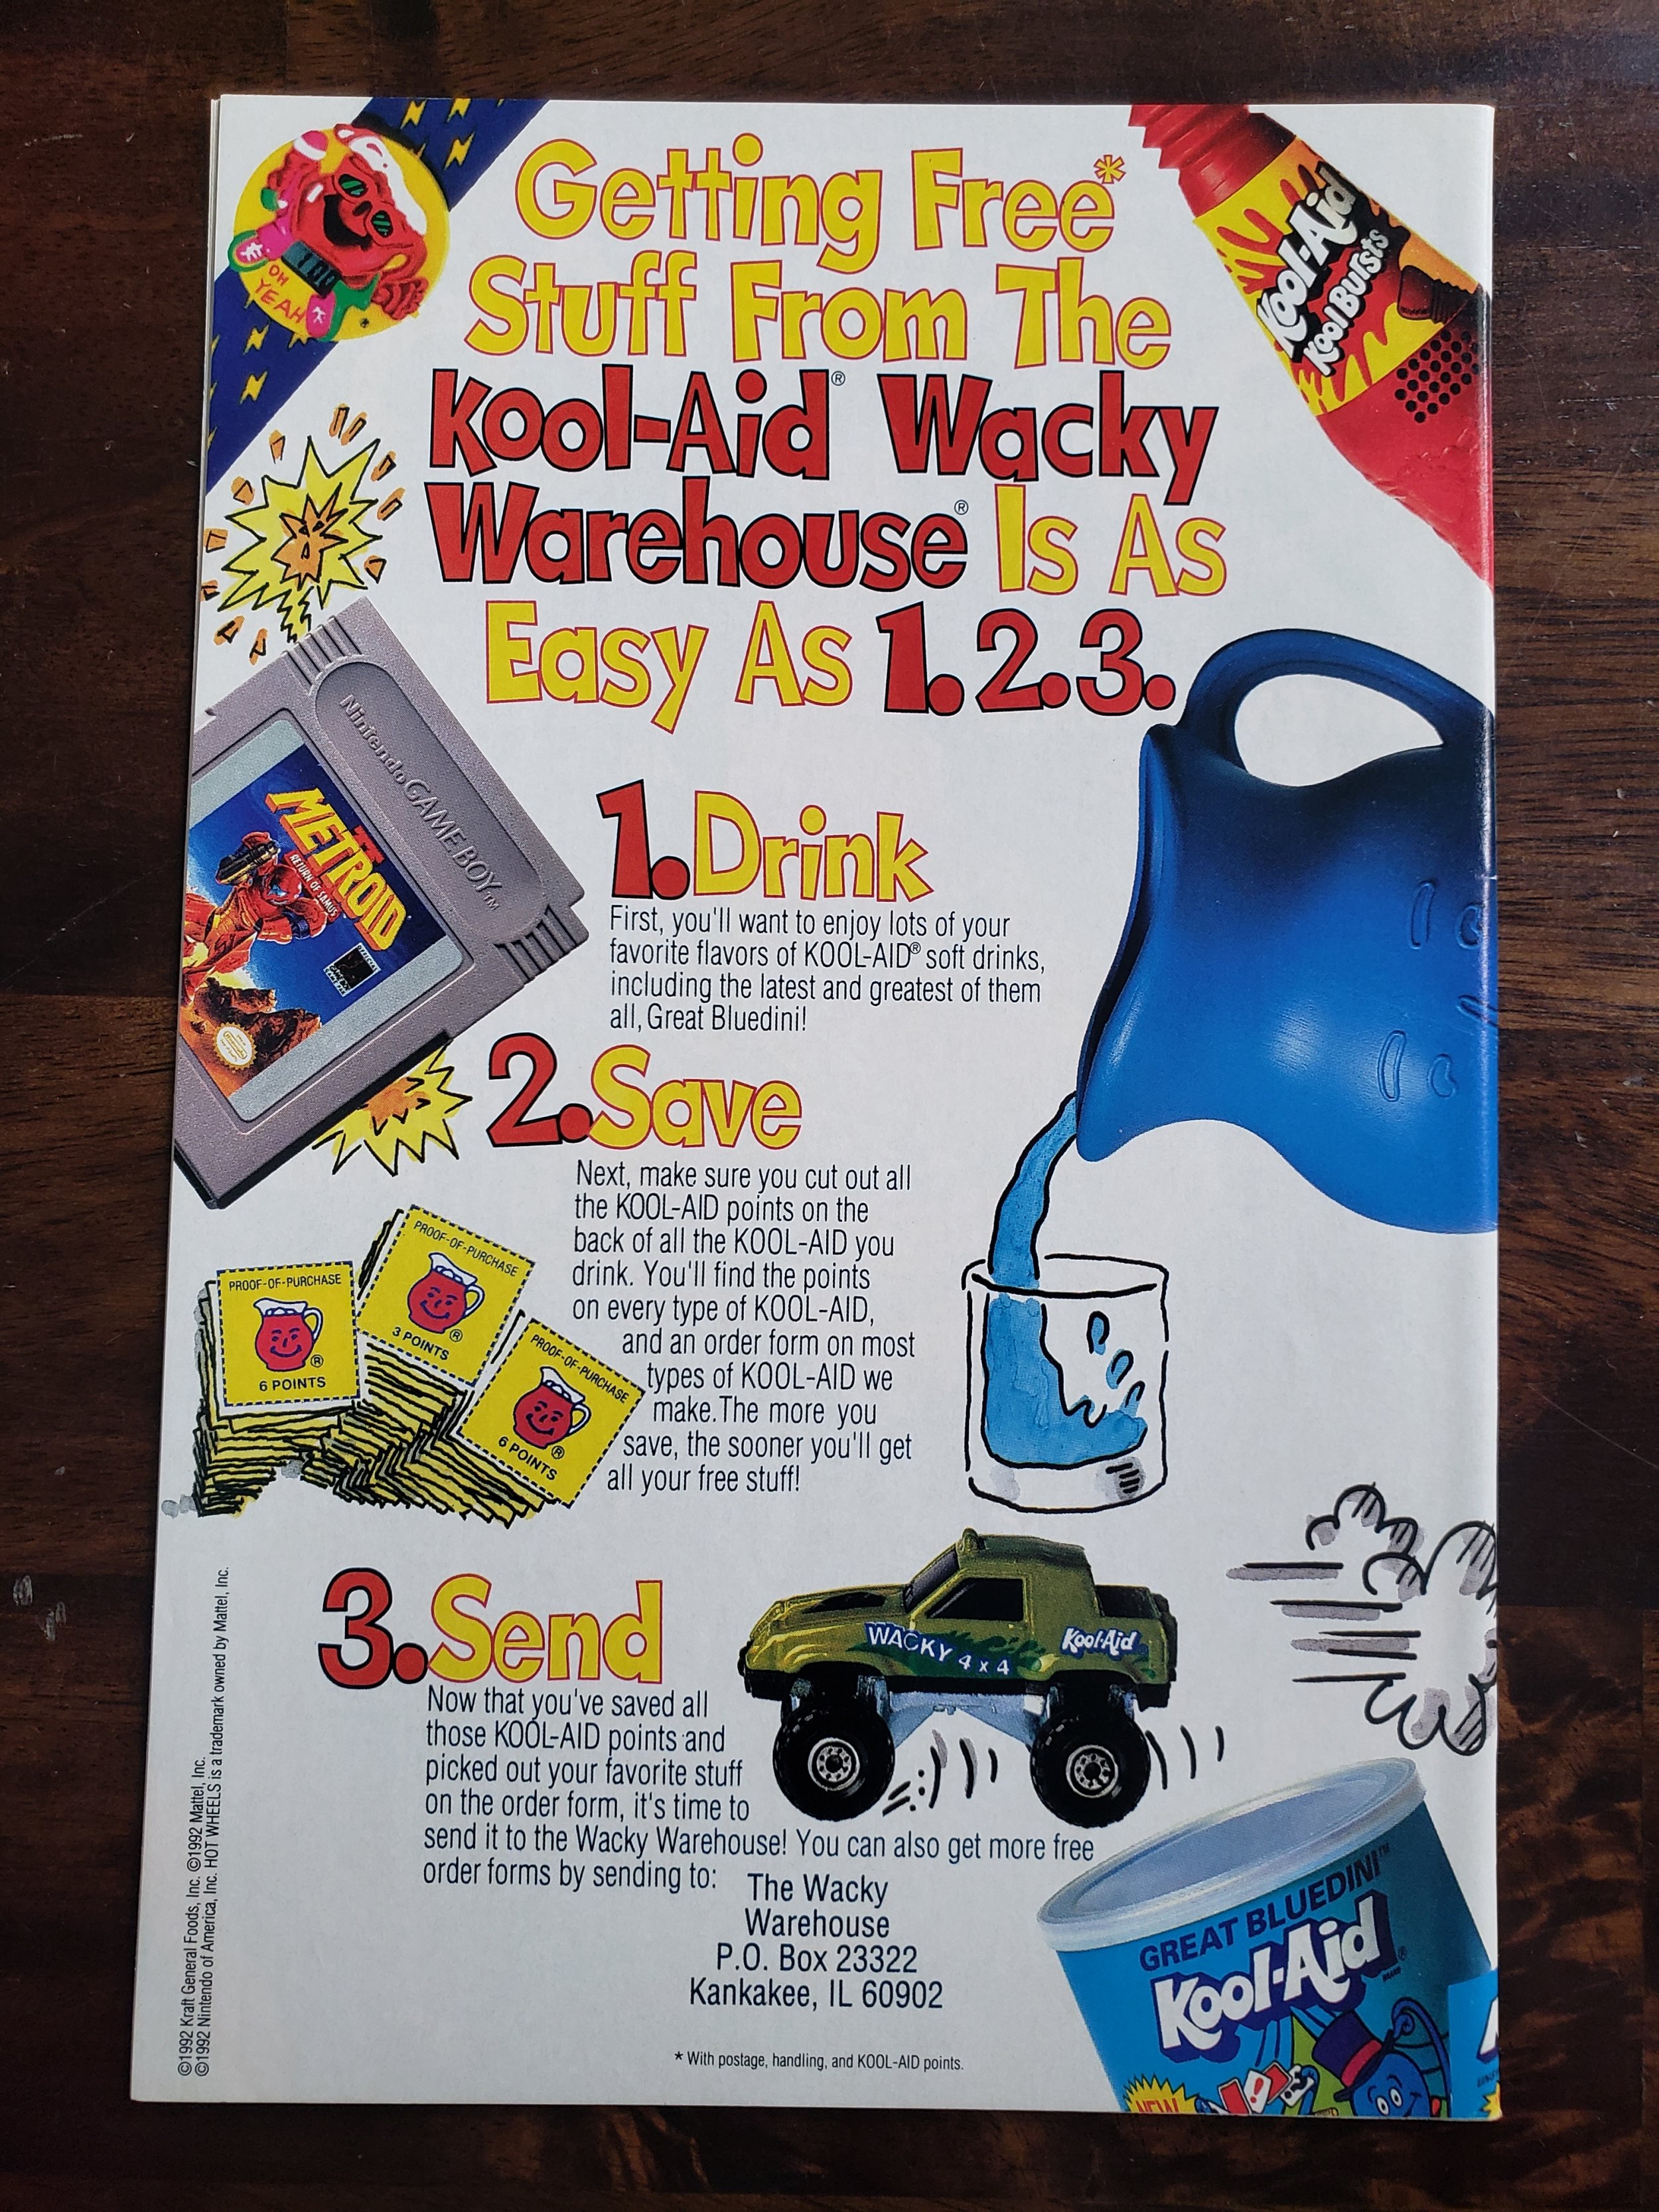 Getting Free*
Stuff From The
Kool-Aid® Wacky
Warehouse® Is As
Easy As 1.2.3.
OH
YEAH
Kool-Aid
Kool Bursts
Nintendo GAME BOY™
METROID II
RETURN OF SAMUS
1.Drink
First, you'll want to enjoy lots of your
favorite flavors of KOOL-AID® soft drinks,
including the latest and greatest of them
all, Great Bluedini!
2.Save
Next, make sure you cut out all
the KOOL-AID points on the
back of all the KOOL-AID you
drink. You'll find the points
on every type of KOOL-AID,
and an order form on most
types of KOOL-AID we
make.The more you
save, the sooner you'll get
all your free stuff!
PROOF-OF-PURCHASE
®
6 POINTS
PROOF-OF-PURCHASE
®
3 POINTS
PROOF-OF-PURCHASE
®
6 POINTS
3.Send
Now that you've saved all
those KOOL-AID points and
picked out your favorite stuff
on the order form, it's time to
send it to the Wacky Warehouse! You can also get more free
order forms by sending to:
The Wacky
Warehouse
P.O. Box 23322
Kankakee, IL 60902
WACKY 4 x 4
Kool-Aid
GREAT BLUEDINI™
Kool-Aid®
BRAND
NEW
* With postage, handling, and KOOL-AID points.
©1992 Kraft General Foods, Inc. ©1992 Mattel, Inc.
©1992 Nintendo of America, Inc. HOT WHEELS is a trademark owned by Mattel, Inc.